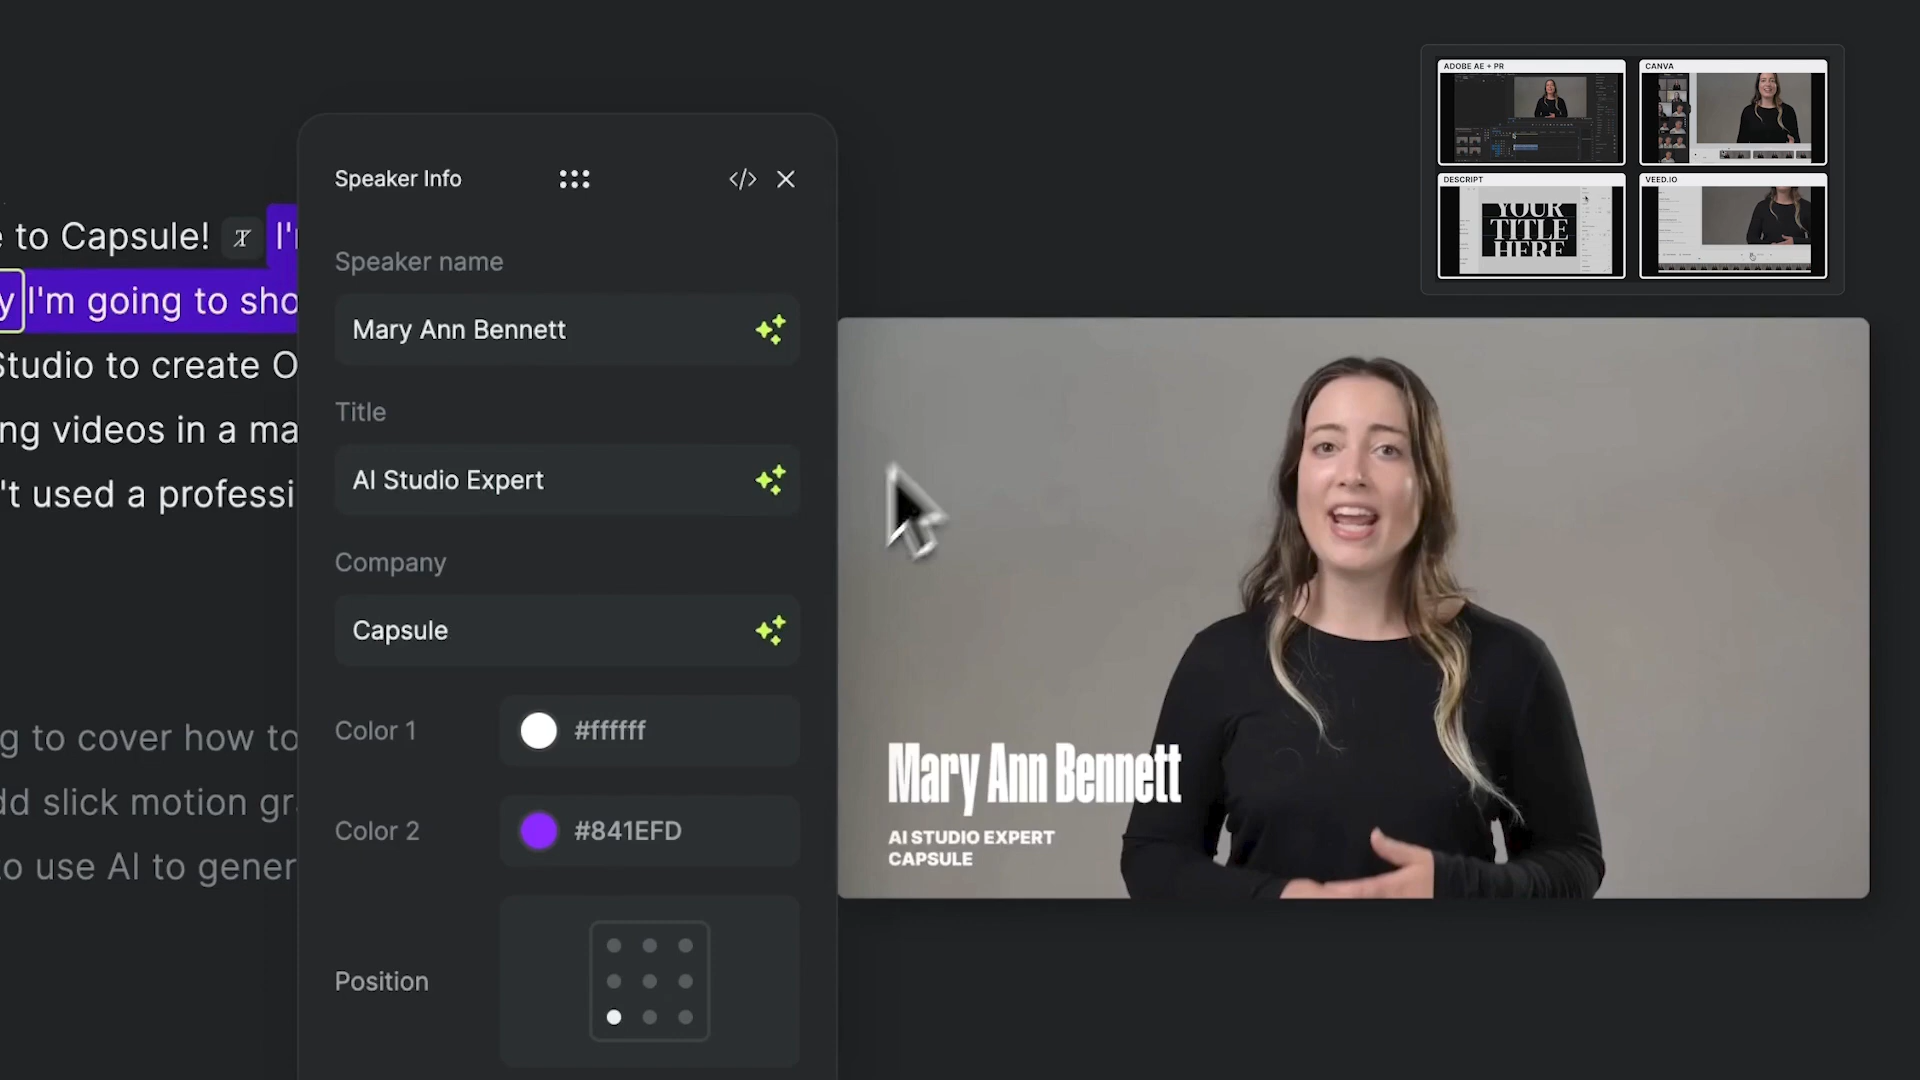 e to Capsule! I'
y I'm going to sho
Studio to create O
ng videos in a ma
't used a professi
g to cover how to
dd slick motion gr
to use AI to gener
Speaker Info
Speaker name
Mary Ann Bennett
Title
AI Studio Expert
Company
Capsule
Color 1
#ffffff
Color 2
#841EFD
Position
ADOBE AE + PR
CANVA
DESCRIPT
YOUR
TITLE
HERE
VEED.IO
Mary Ann Bennett
AI STUDIO EXPERT
CAPSULE